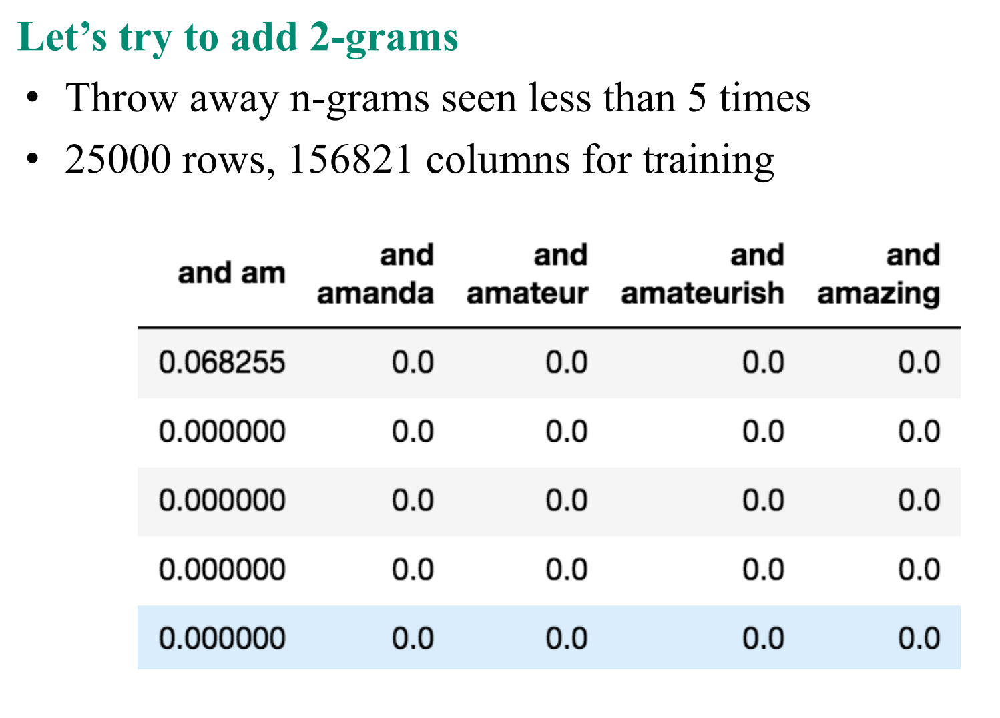 Let’s try to add 2-grams
• Throw away n-grams seen less than 5 times
• 25000 rows, 156821 columns for training
and am and amanda and amateur and amateurish and amazing
0.068255 0.0 0.0 0.0 0.0
0.000000 0.0 0.0 0.0 0.0
0.000000 0.0 0.0 0.0 0.0
0.000000 0.0 0.0 0.0 0.0
0.000000 0.0 0.0 0.0 0.0